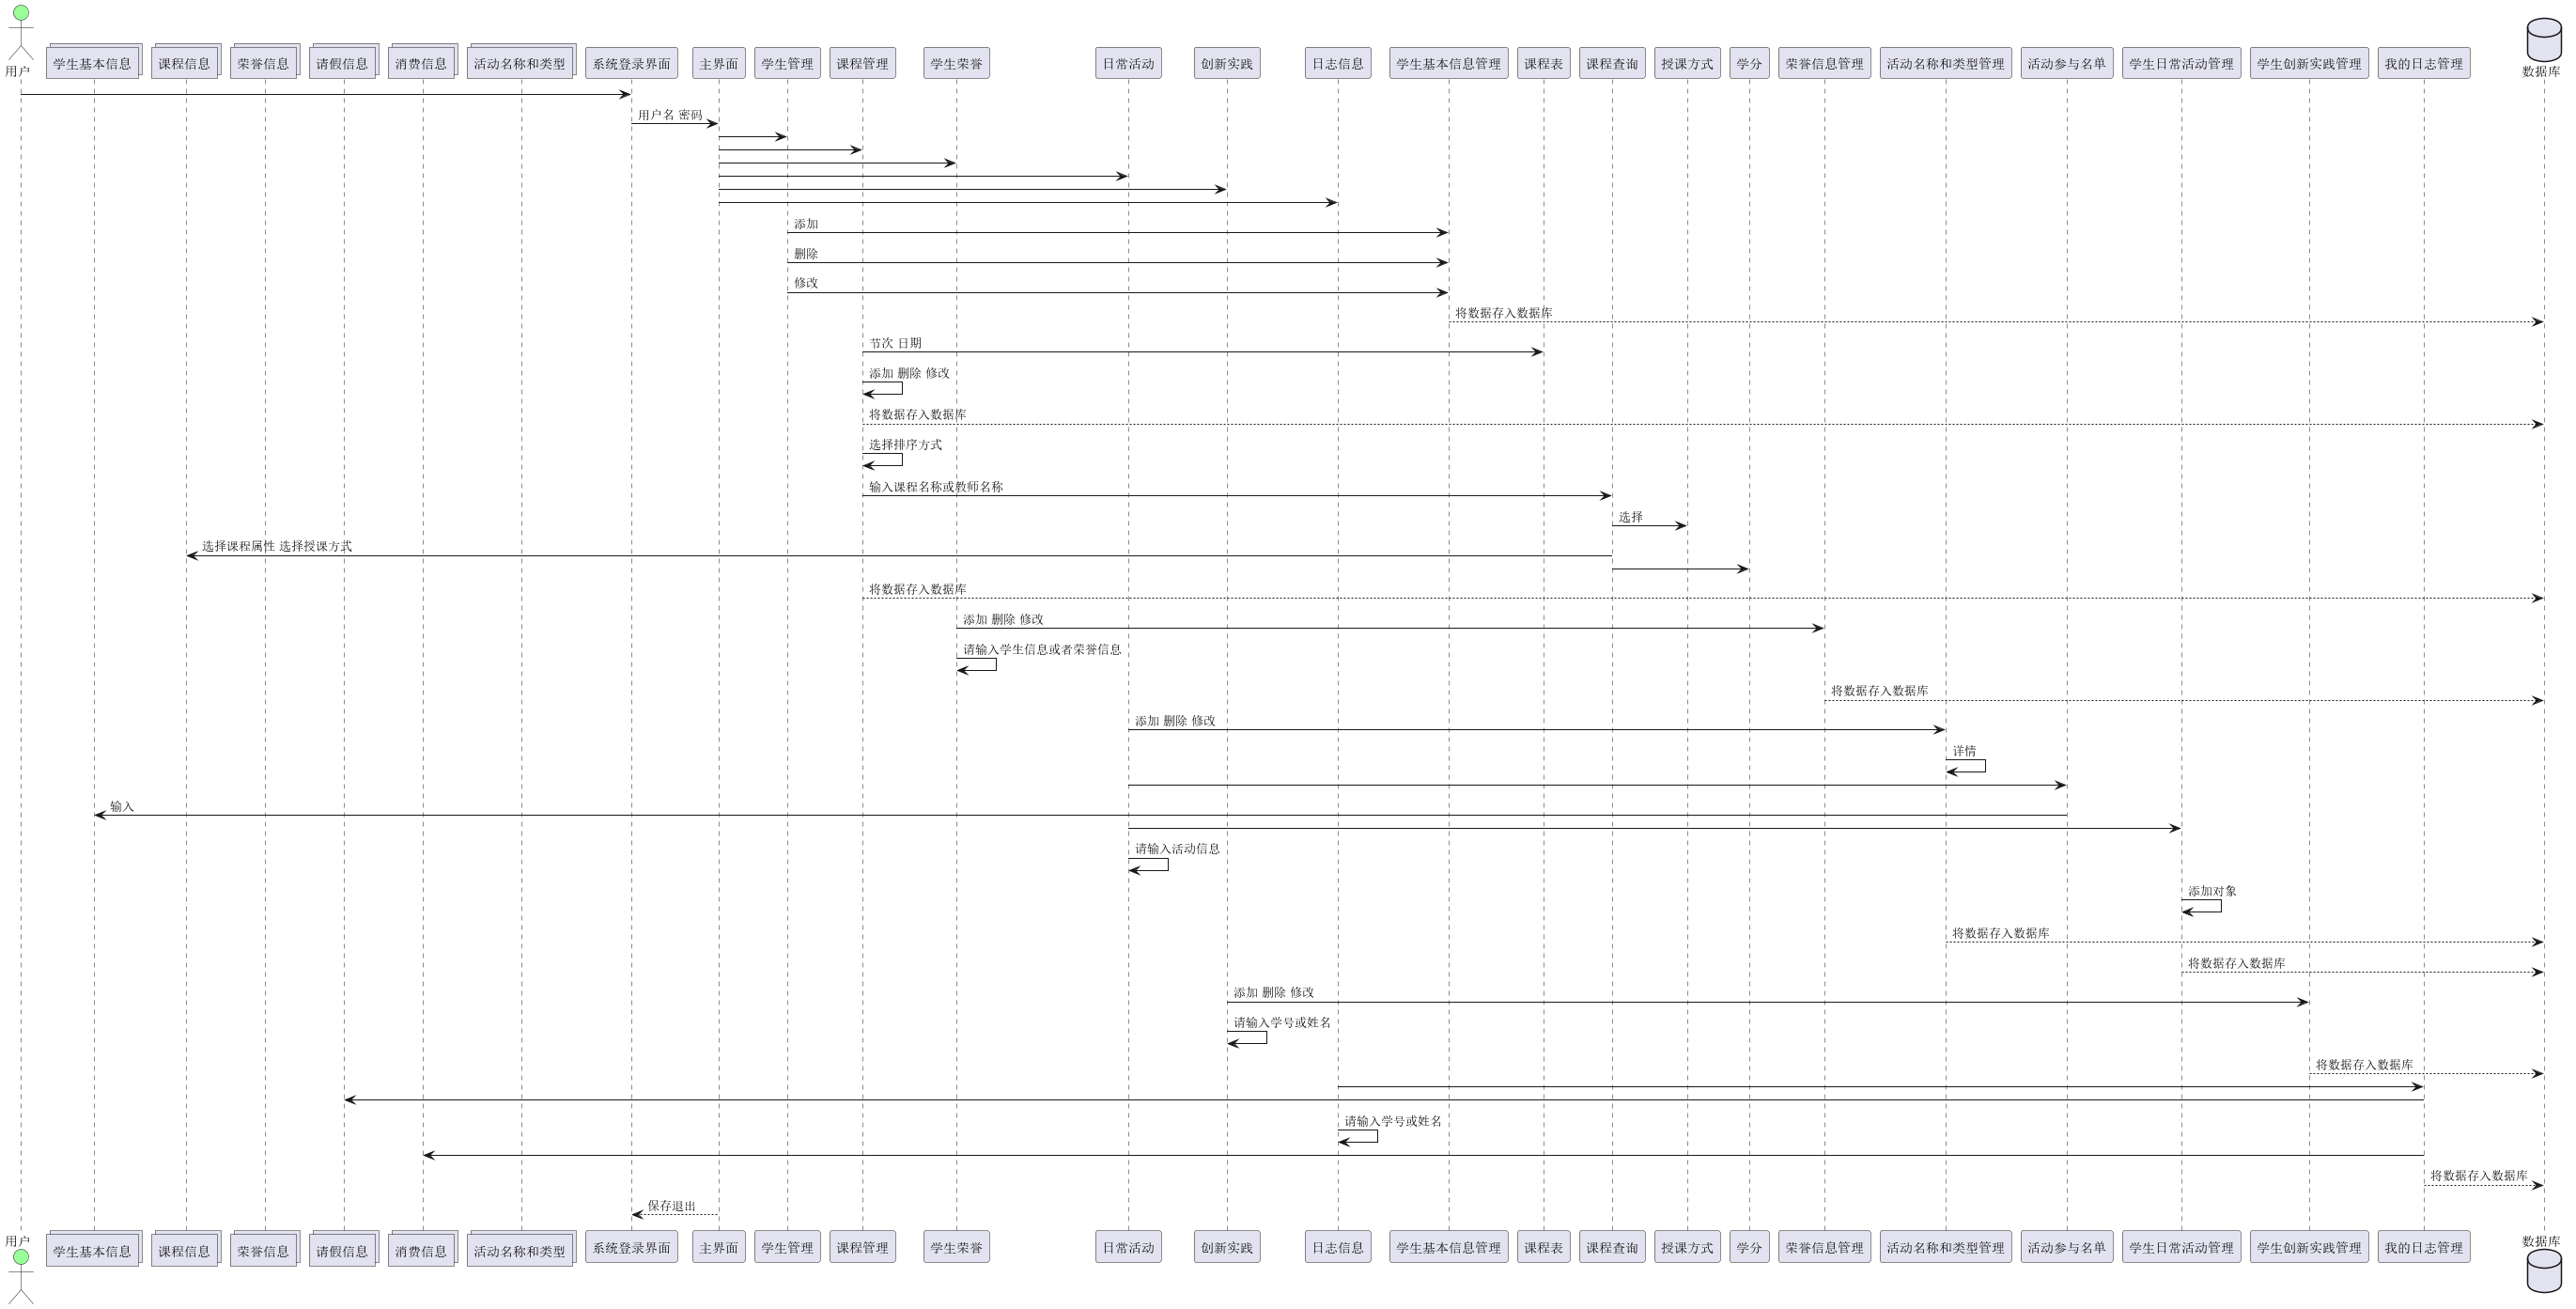 用户
学生基本信息
课程信息
荣誉信息
请假信息
消费信息
活动名称和类型
系统登录界面
主界面
学生管理
课程管理
学生荣誉
日常活动
创新实践
日志信息
学生基本信息管理
课程表
课程查询
授课方式
学分
荣誉信息管理
活动名称和类型管理
活动参与名单
学生日常活动管理
学生创新实践管理
我的日志管理
数据库
用户名 密码
添加
删除
修改
将数据存入数据库
节次 日期
添加 删除 修改
将数据存入数据库
选择排序方式
输入课程名称或教师名称
选择
选择课程属性 选择授课方式
将数据存入数据库
添加 删除 修改
请输入学生信息或者荣誉信息
将数据存入数据库
添加 删除 修改
详情
输入
请输入活动信息
添加对象
将数据存入数据库
将数据存入数据库
添加 删除 修改
请输入学号或姓名
将数据存入数据库
请输入学号或姓名
将数据存入数据库
保存退出
用户
学生基本信息
课程信息
荣誉信息
请假信息
消费信息
活动名称和类型
系统登录界面
主界面
学生管理
课程管理
学生荣誉
日常活动
创新实践
日志信息
学生基本信息管理
课程表
课程查询
授课方式
学分
荣誉信息管理
活动名称和类型管理
活动参与名单
学生日常活动管理
学生创新实践管理
我的日志管理
数据库